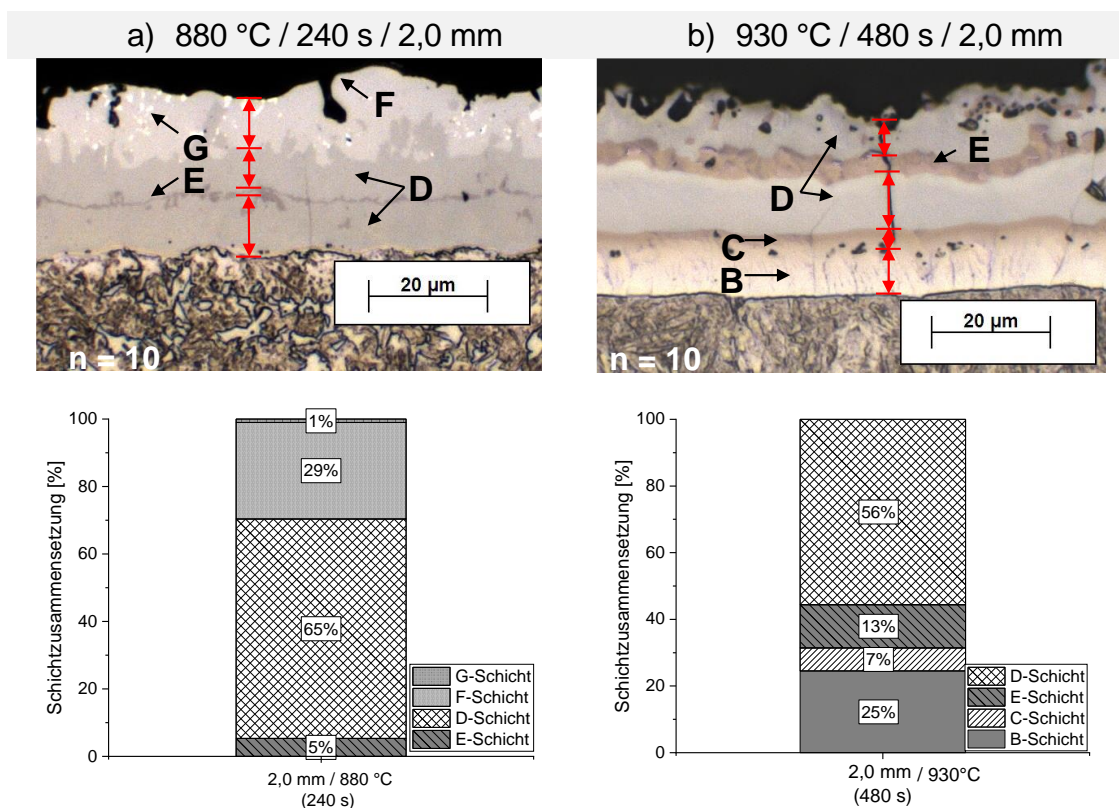 a) 880 °C / 240 s / 2,0 mm
F
G
E
D
20 µm
n = 10
Schichtzusammensetzung [%]
100
80
60
40
20
0
1%
29%
65%
5%
G-Schicht
F-Schicht
D-Schicht
E-Schicht
2,0 mm / 880 °C
(240 s)
b) 930 °C / 480 s / 2,0 mm
E
D
C
B
20 µm
n = 10
Schichtzusammensetzung [%]
100
80
60
40
20
0
56%
13%
7%
25%
D-Schicht
E-Schicht
C-Schicht
B-Schicht
2,0 mm / 930°C
(480 s)